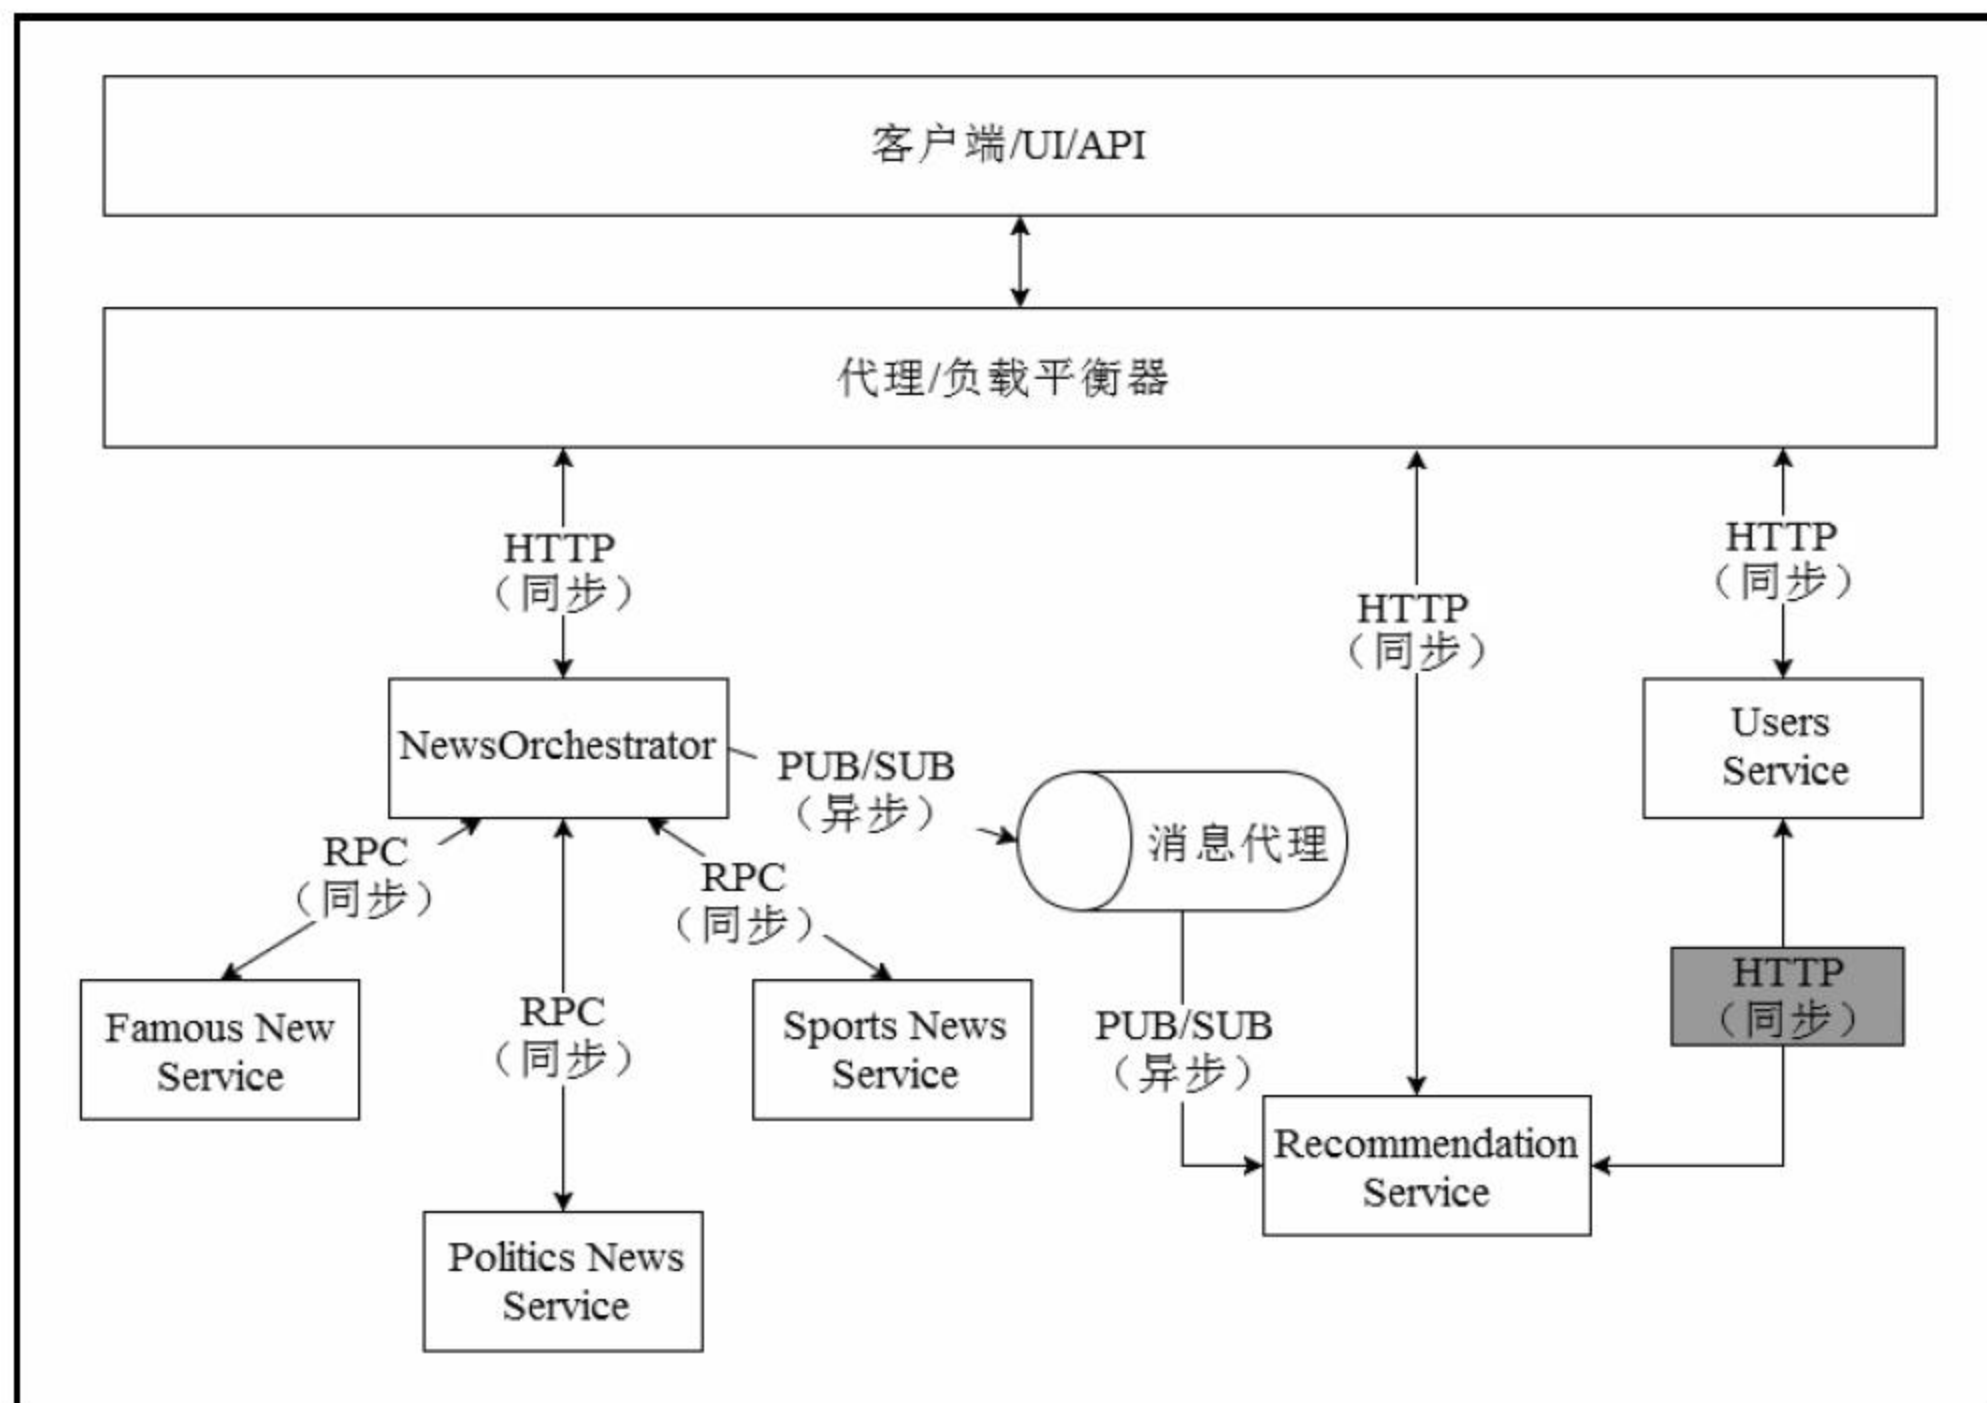 客户端/UI/API
代理/负载平衡器
HTTP
（同步）
HTTP
（同步）
HTTP
（同步）
NewsOrchestrator
PUB/SUB
（异步）
消息代理
Users
Service
RPC
（同步）
RPC
（同步）
RPC
（同步）
HTTP
（同步）
Famous New
Service
Sports News
Service
PUB/SUB
（异步）
Recommendation
Service
Politics News
Service